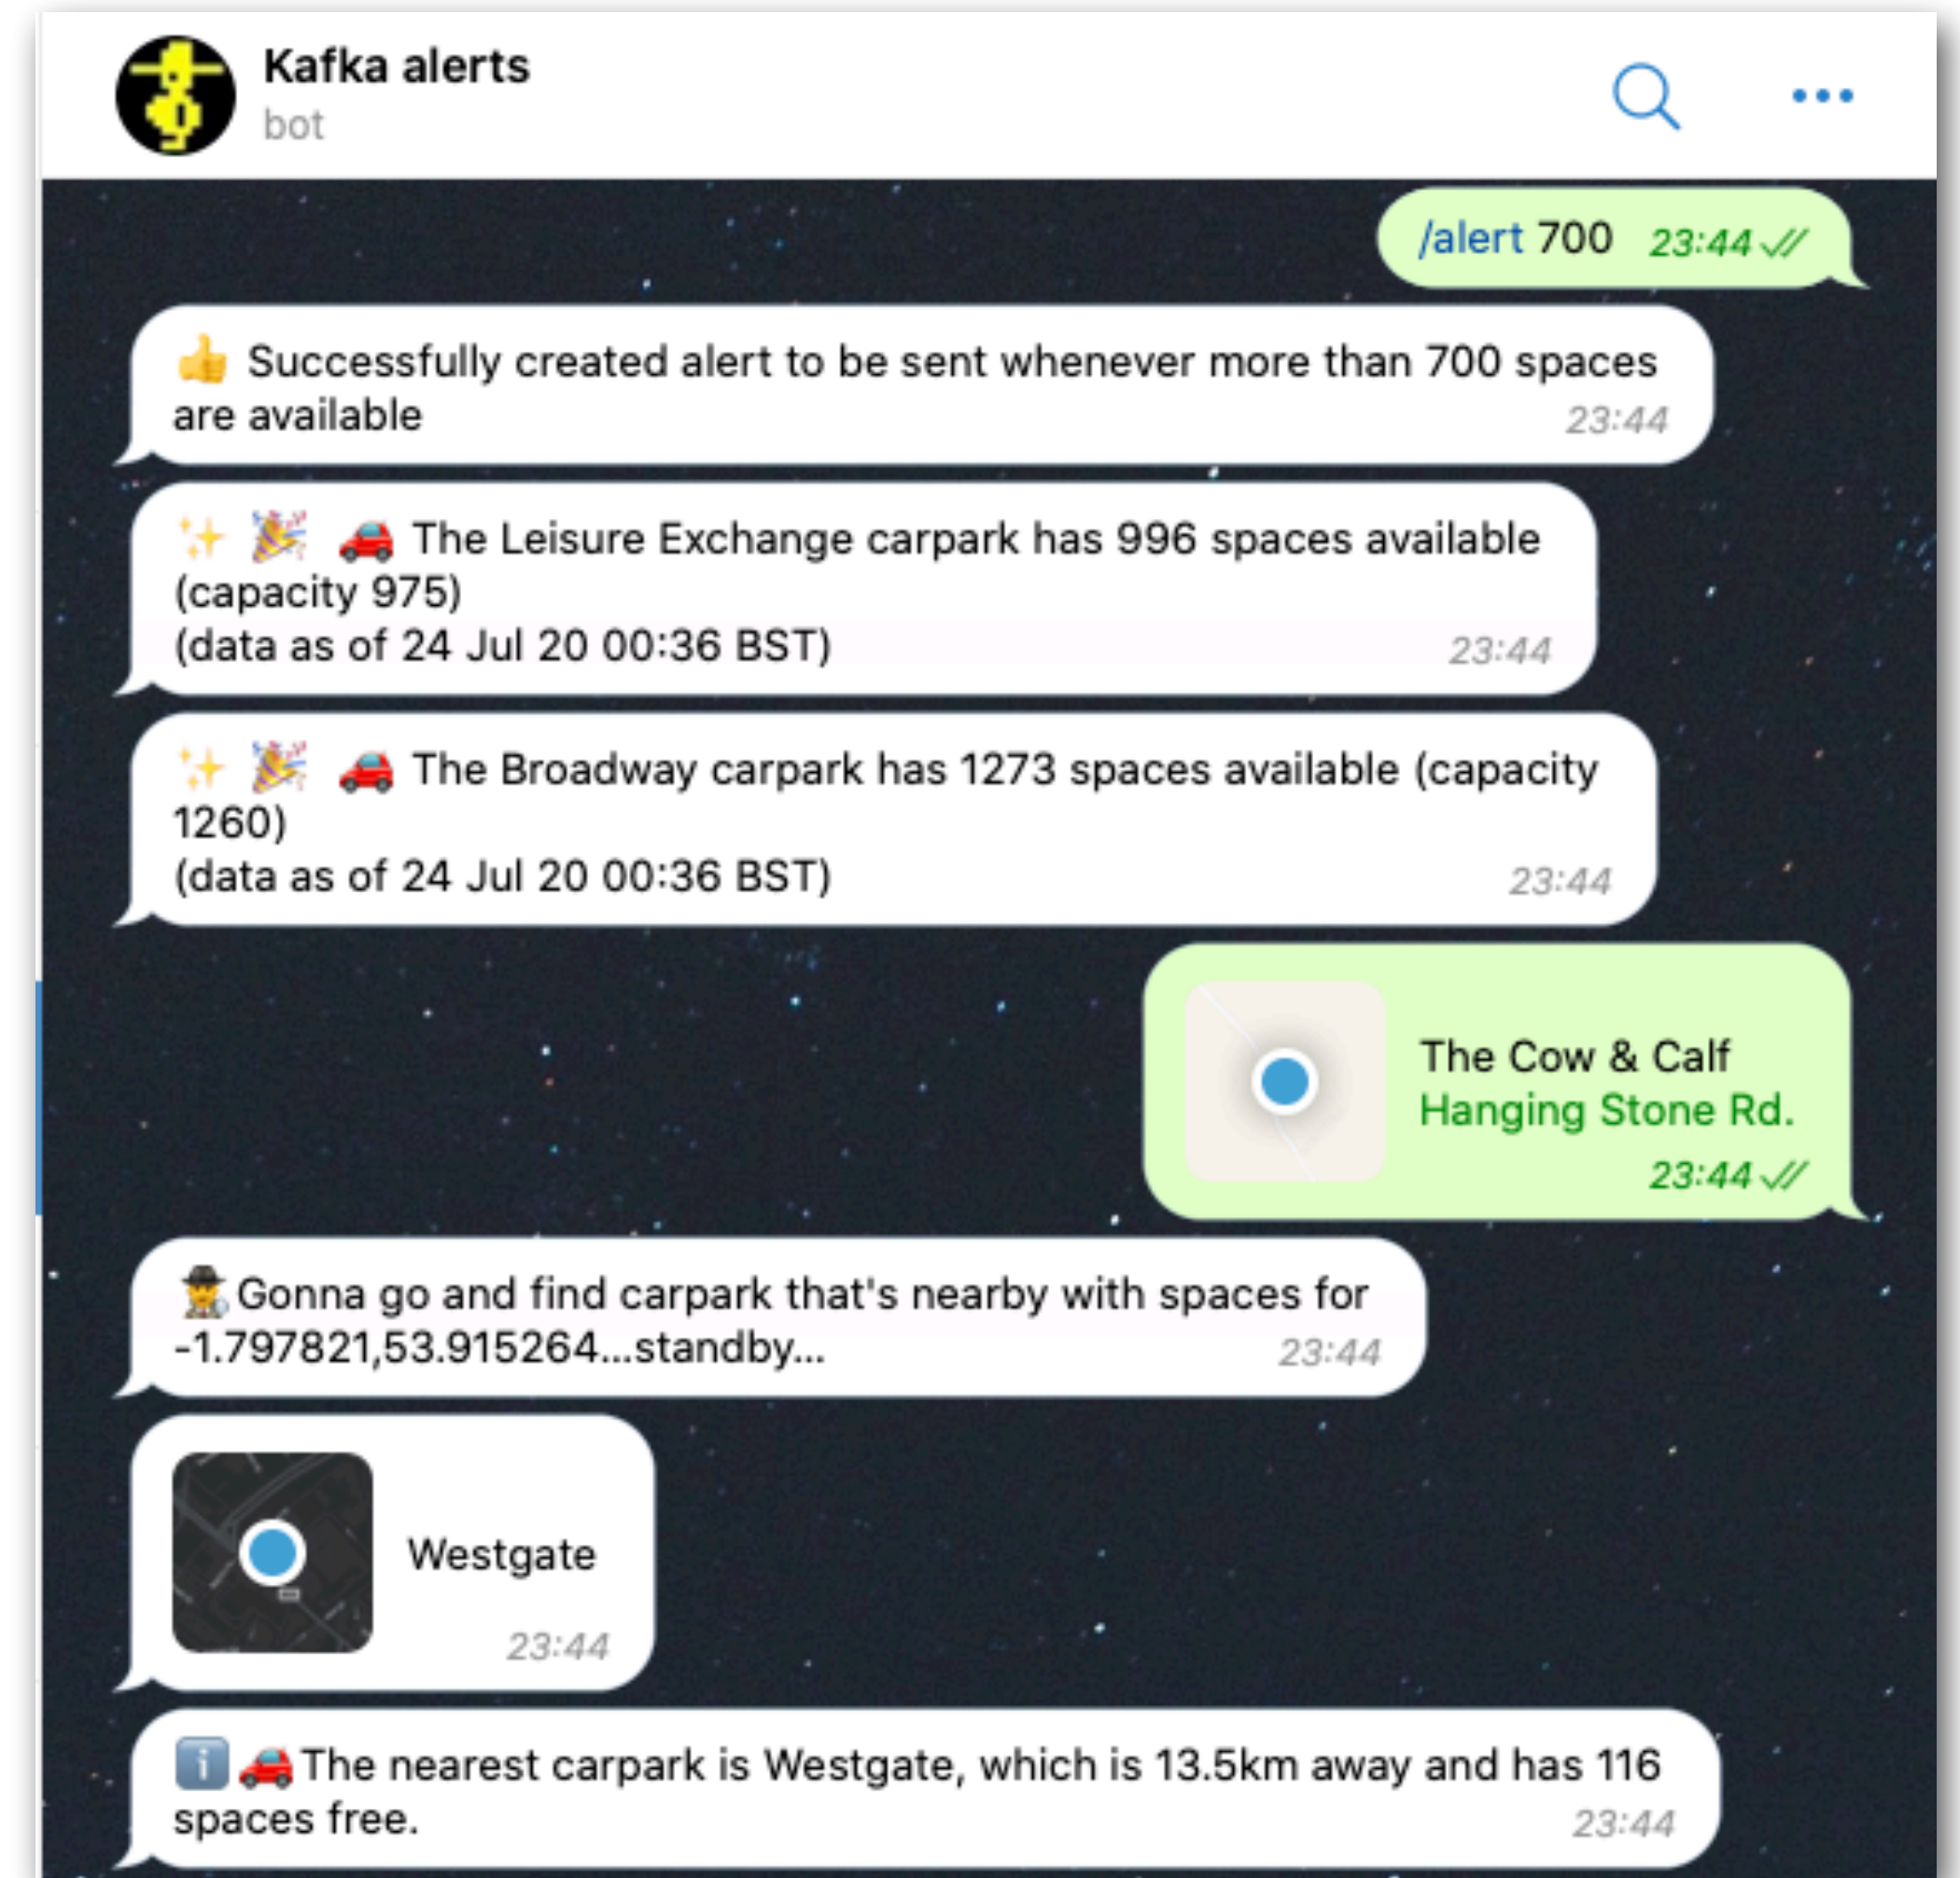 Kafka alerts
bot
/alert 700 23:44
👍 Successfully created alert to be sent whenever more than 700 spaces
are available 23:44
✨ 🎉 🚗 The Leisure Exchange carpark has 996 spaces available
(capacity 975)
(data as of 24 Jul 20 00:36 BST) 23:44
✨ 🎉 🚗 The Broadway carpark has 1273 spaces available (capacity
1260)
(data as of 24 Jul 20 00:36 BST) 23:44
The Cow & Calf
Hanging Stone Rd.
23:44
🕵️Gonna go and find carpark that's nearby with spaces for
-1.797821,53.915264...standby... 23:44
Westgate
23:44
ℹ️🚗The nearest carpark is Westgate, which is 13.5km away and has 116
spaces free. 23:44